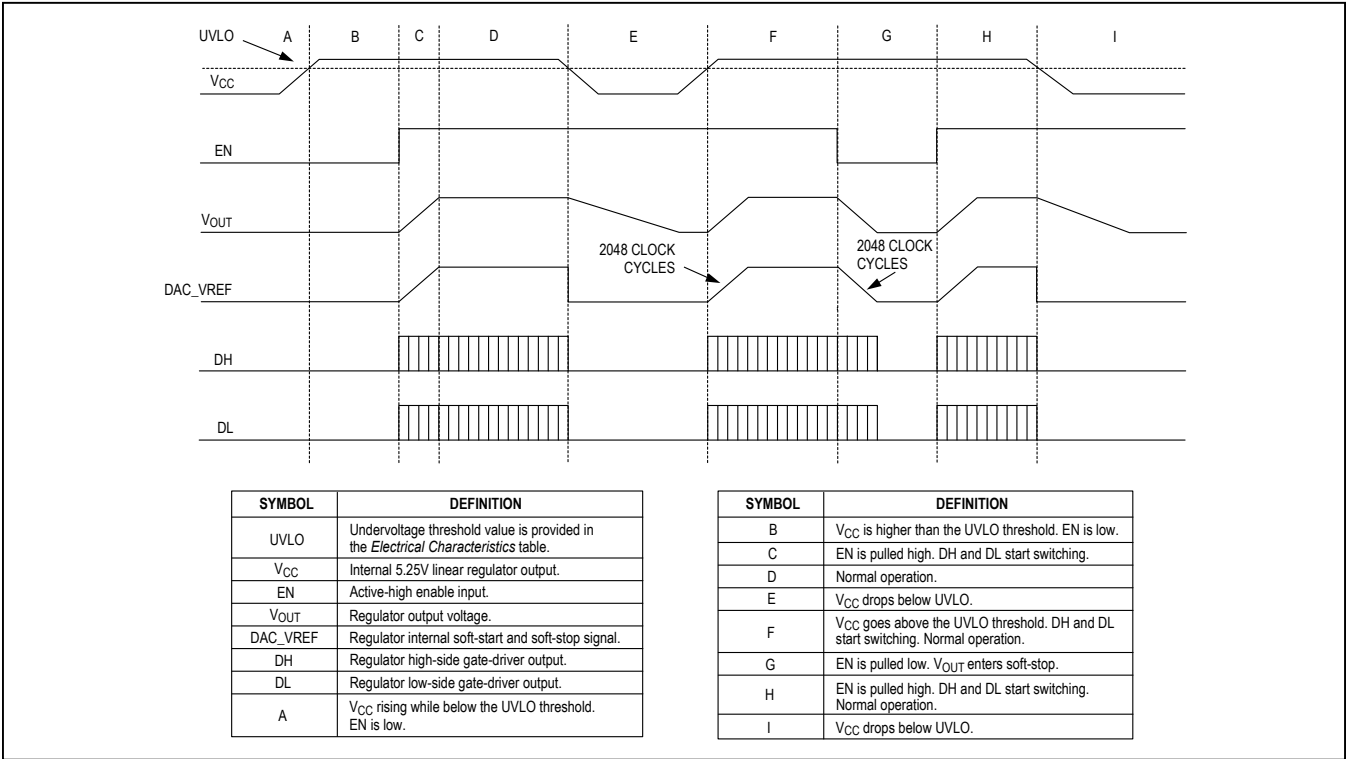 UVLO
A B C D E F G H I
VCC
EN
VOUT
2048 CLOCK
CYCLES
2048 CLOCK
CYCLES
DAC_VREF
DH
DL
SYMBOL DEFINITION
UVLO Undervoltage threshold value is provided in
the Electrical Characteristics table.
VCC Internal 5.25V linear regulator output.
EN Active-high enable input.
VOUT Regulator output voltage.
DAC_VREF Regulator internal soft-start and soft-stop signal.
DH Regulator high-side gate-driver output.
DL Regulator low-side gate-driver output.
A VCC rising while below the UVLO threshold.
EN is low.
SYMBOL DEFINITION
B VCC is higher than the UVLO threshold. EN is low.
C EN is pulled high. DH and DL start switching.
D Normal operation.
E VCC drops below UVLO.
F VCC goes above the UVLO threshold. DH and DL
start switching. Normal operation.
G EN is pulled low. VOUT enters soft-stop.
H EN is pulled high. DH and DL start switching.
Normal operation.
I VCC drops below UVLO.